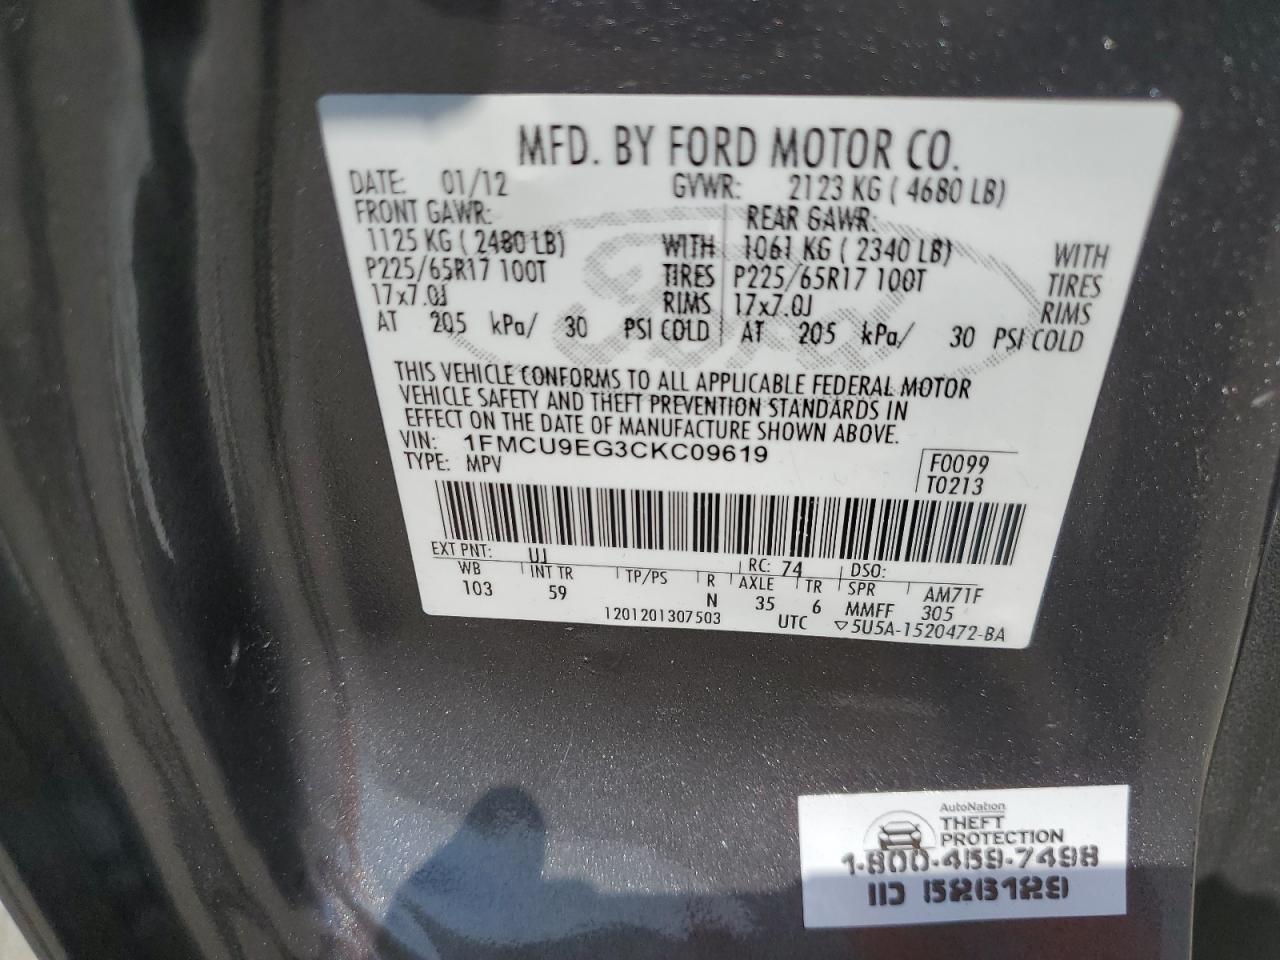 MFD. BY FORD MOTOR CO.
DATE: 01/12 GVWR: 2123 KG ( 4680 LB)
FRONT GAWR: REAR GAWR:
1125 KG ( 2480 LB) WITH 1061 KG ( 2340 LB) WITH
P225/65R17 100T TIRES P225/65R17 100T TIRES
17x7.0J RIMS 17x7.0J RIMS
AT 205 kPa/ 30 PSI COLD AT 205 kPa/ 30 PSI COLD
Ford
THIS VEHICLE CONFORMS TO ALL APPLICABLE FEDERAL MOTOR
VEHICLE SAFETY AND THEFT PREVENTION STANDARDS IN
EFFECT ON THE DATE OF MANUFACTURE SHOWN ABOVE.
VIN: 1FMCU9EG3CKC09619
TYPE: MPV
F0099
T0213
EXT PNT: UJ RC: 74 DSO:
WB INT TR TP/PS R AXLE TR SPR AM71F
103 59 N 35 6 MMFF 305
1201201307503 UTC ▽5U5A-1520472-BA
AutoNation
THEFT
PROTECTION
1-800-459-7498
ID 526129